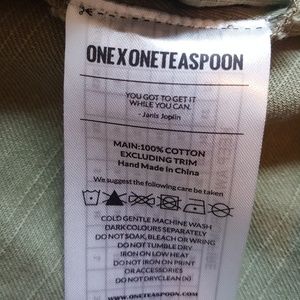 ONEXONETEASPOON
YOU GOT TO GET IT
WHILE YOU CAN.
- Janis Joplin
MAIN:100% COTTON
EXCLUDING TRIM
Hand Made in China
We suggest the following care be taken
COLD GENTLE MACHINE WASH
DARK COLOURS SEPARATELY
DO NOT SOAK, BLEACH OR WRING
DO NOT TUMBLE DRY
IRON ON LOW HEAT
DO NOT IRON ON PRINT
OR ACCESSORIES
DO NOT DRYCLEAN (X)
WWW.ONETEASPOON.COM